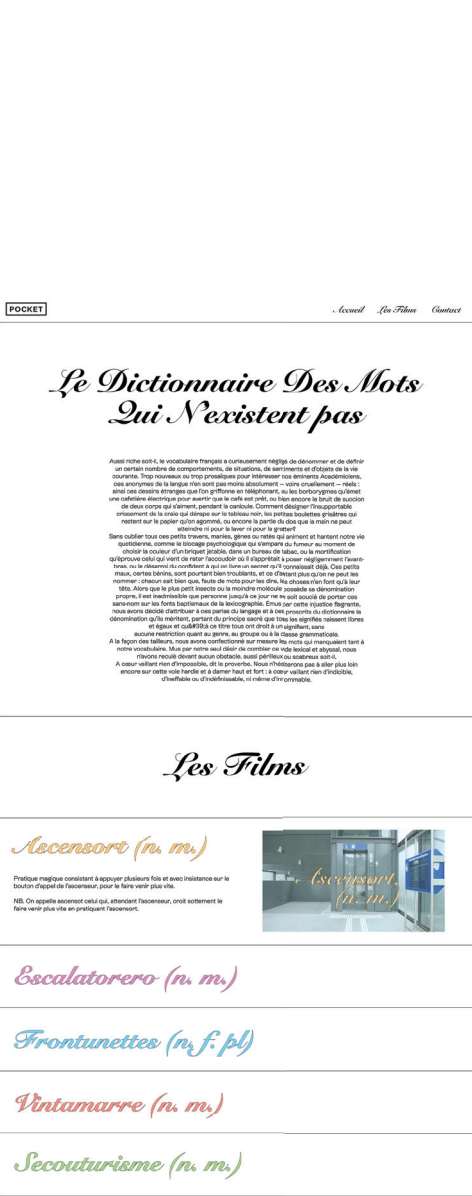 POCKET
Accueil Les Films Contact
Le Dictionnaire Des Mots
Qui N'existent pas
Aussi riche soit-il, le vocabulaire français a curieusement négligé de dénommer et de définir
un certain nombre de comportements, de situations, de sentiments et d'objets de la vie
courante. Trop nouveaux ou trop prosaïques pour intéresser nos éminents Académiciens,
ces anonymes de la langue n'en sont pas moins absolument – voire cruellement – réels :
ainsi ces dessins étranges que l'on griffonne en téléphonant, ou les borborygmes qu'émet
une cafetière électrique pour avertir que le café est prêt, ou bien encore le bruit de succion
de deux corps qui s'aiment, pendant la canicule. Comment désigner l'insupportable
crissement de la craie qui dérape sur le tableau noir, les petites boulettes grisâtres qui
restent sur le papier qu'on agommé, ou encore la partie du dos que la main ne peut
atteindre ni pour la laver ni pour la gratter?
Sans oublier tous ces petits travers, manies, gênes ou ratés qui animent et hantent notre vie
quotidienne, comme le blocage psychologique qui s'empare du fumeur au moment de
choisir la couleur d'un briquet jetable, dans un bureau de tabac, ou la mortification
qu'éprouve celui qui vient de rater l'accoudoir où il s'apprêtait à poser négligemment l'avant-
bras, ou le désarroi du confident à qui on livre un secret qu'il connaissait déjà. Ces petits
maux, certes bénins, sont pourtant bien troublants, et ce d'autant plus qu'on ne peut les
nommer : chacun sait bien que, faute de mots pour les dire, les choses n'en font qu'à leur
tête. Alors que le plus petit insecte ou la moindre molécule possède sa dénomination
propre, il est inadmissible que personne jusqu'à ce jour ne se soit soucié de porter ces
sans-nom sur les fonts baptismaux de la lexicographie. Emus par cette injustice flagrante,
nous avons décidé d'attribuer à ces parias du langage et à ces proscrits du dictionnaire la
dénomination qu'ils méritent, partant du principe sacré que tous les signifiés naissent libres
et égaux et qu&#39;à ce titre tous ont droit à un signifiant, sans
aucune restriction quant au genre, au groupe ou à la classe grammaticale.
A la façon des tailleurs, nous avons confectionné sur mesure les mots qui manquaient tant à
notre vocabulaire. Mus par notre seul désir de combler ce vide lexical et abyssal, nous
n'avons reculé devant aucun obstacle, aussi périlleux ou scabreux soit-il.
A cœur vaillant rien d'impossible, dit le proverbe. Nous n'hésiterons pas à aller plus loin
encore sur cette voie hardie et à damer haut et fort : à cœur vaillant rien d'indicible,
d'ineffable ou d'indéfinissable, ni même d'innommable.
Les Films
Ascensort (n. m.)
Pratique magique consistant à appuyer plusieurs fois et avec insistance sur le
bouton d'appel de l'ascenseur, pour le faire venir plus vite.
NB. On appelle ascensot celui qui, attendant l'ascenseur, croit sottement le
faire venir plus vite en pratiquant l'ascensort.
Ascensort
(n. m.)
Escalatorero (n. m.)
Frontunettes (n. f. pl)
Vintamarre (n. m.)
Secouturisme (n. m.)